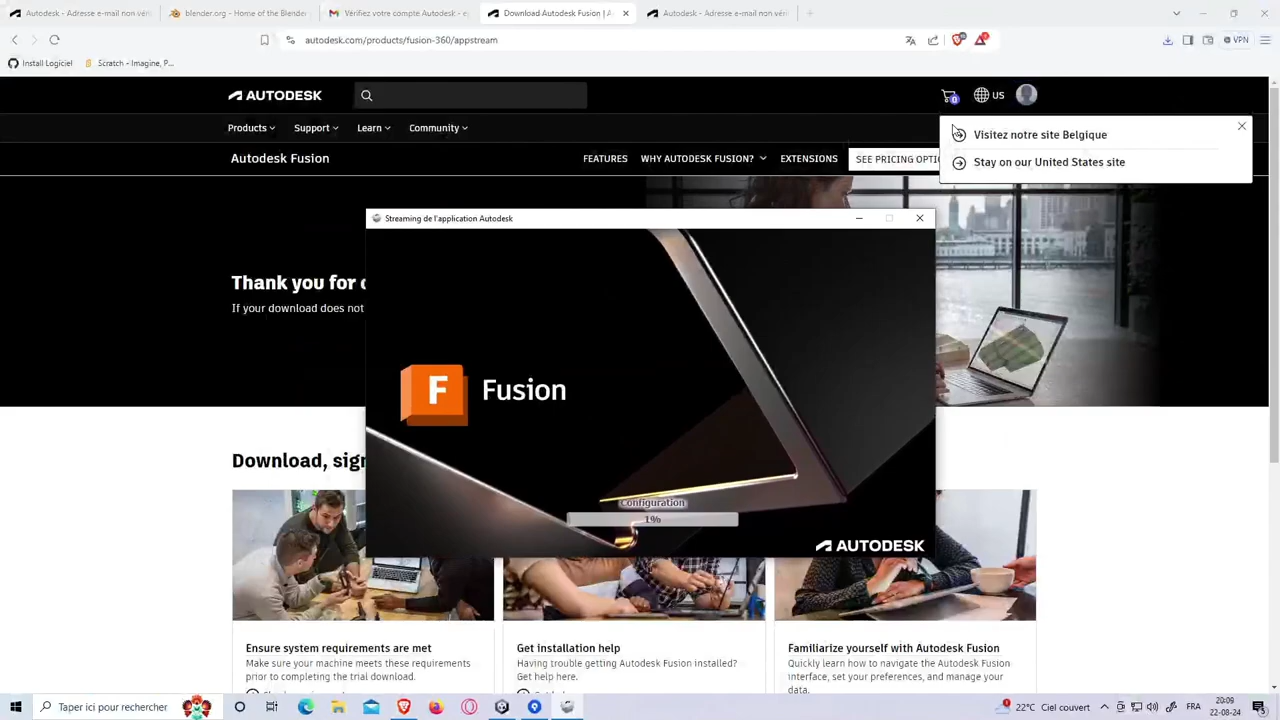 Autodesk - Adresse e-mail non véri
blender.org - Home of the Blender
Vérifiez votre compte Autodesk - e
Download Autodesk Fusion | A
Autodesk - Adresse e-mail non véri
autodesk.com/products/fusion-360/appstream
VPN
Install Logiciel
Scratch – Imagine, P...
AUTODESK
0
US
Products
Support
Learn
Community
Visitez notre site Belgique
Stay on our United States site
Autodesk Fusion
FEATURES
WHY AUTODESK FUSION?
EXTENSIONS
SEE PRICING OPTIO
Streaming de l'application Autodesk
Thank you for
If your download does not
F
Fusion
Configuration
1%
AUTODESK
Download, sig
Ensure system requirements are met
Make sure your machine meets these requirements
prior to completing the trial download.
Get installation help
Having trouble getting Autodesk Fusion installed?
Get help here.
Familiarize yourself with Autodesk Fusion
Quickly learn how to navigate the Autodesk Fusion
interface, set your preferences, and manage your
data.
Taper ici pour rechercher
22°C Ciel couvert
FRA
20:09
22-08-24